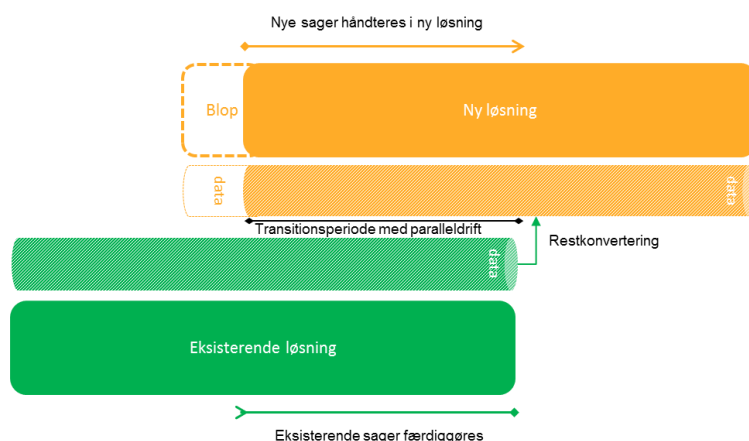 Nye sager håndteres i ny løsning
Blop
Ny løsning
data
data
Transitionsperiode med paralleldrift
Restkonvertering
data
Eksisterende løsning
Eksisterende sager færdiggøres